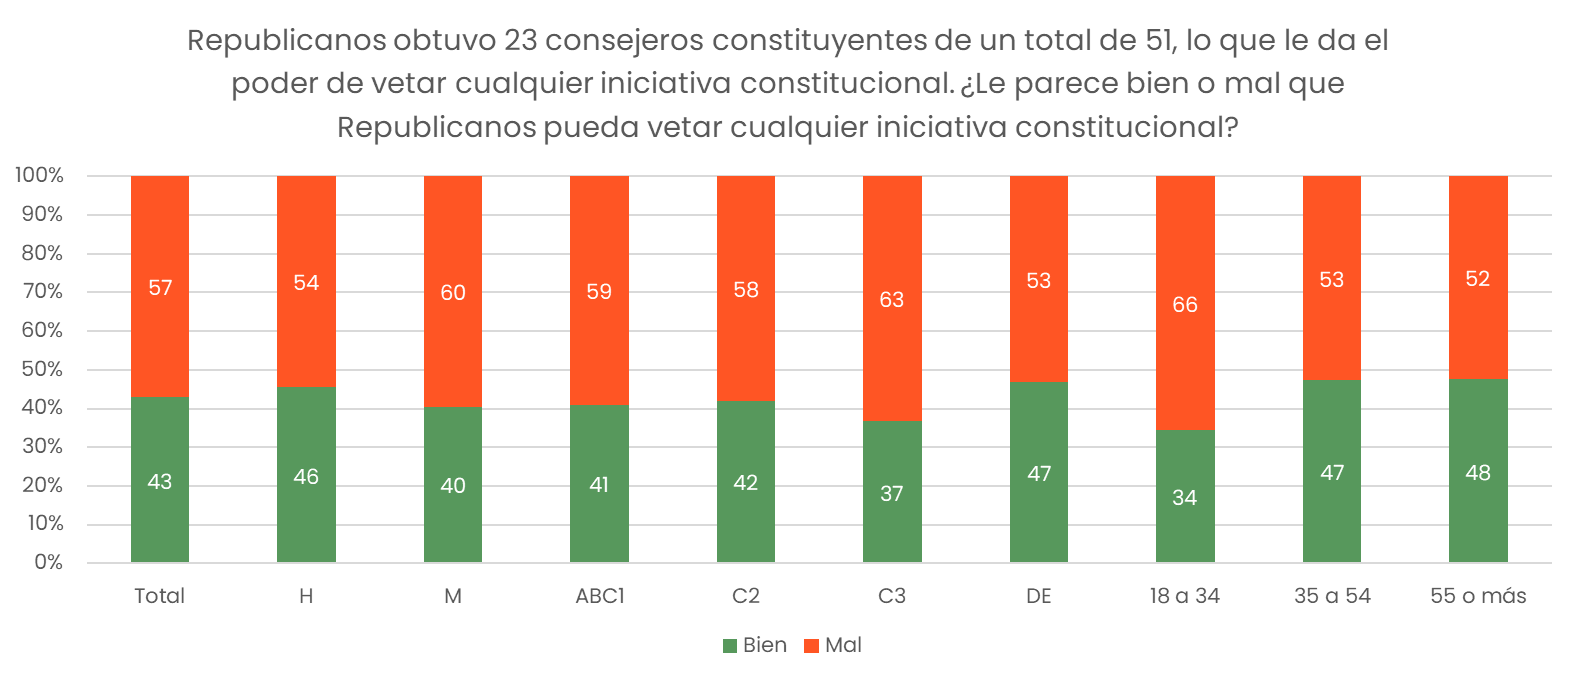 Republicanos obtuvo 23 consejeros constituyentes de un total de 51, lo que le da el
poder de vetar cualquier iniciativa constitucional. ¿Le parece bien o mal que
Republicanos pueda vetar cualquier iniciativa constitucional?
100%
90%
80%
70%
60%
50%
40%
30%
20%
10%
0%
57 54 60 59 58 63 53 66 53 52
43 46 40 41 42 37 47 34 47 48
Total H M ABC1 C2 C3 DE 18 a 34 35 a 54 55 o más
Bien Mal